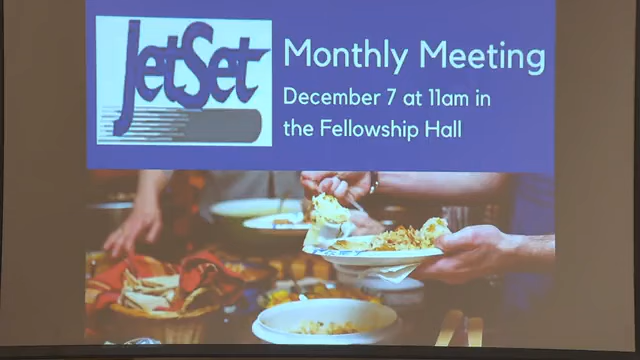 JetSet
Monthly Meeting
December 7 at 11am in
the Fellowship Hall